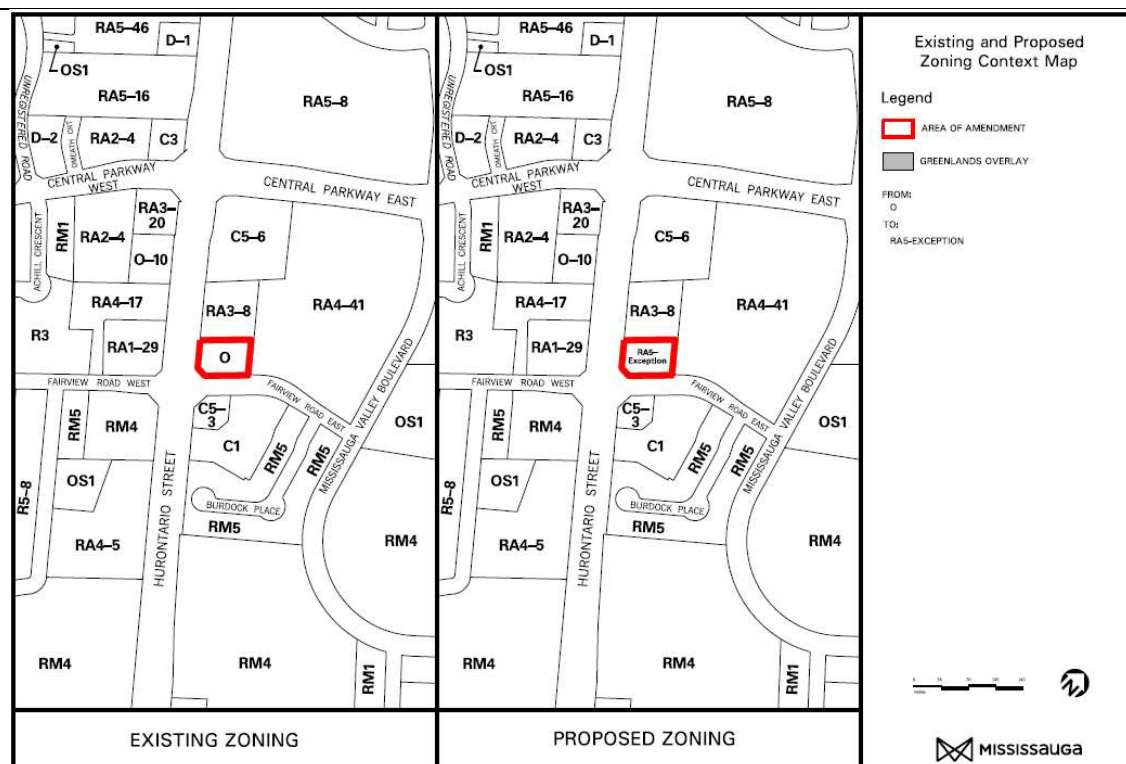 RA5–46
D–1
OS1
RA5–16
UNREGISTERED ROAD
D–2
OMEATH CRT
RA2–4
C3
RA5–8
CENTRAL PARKWAY
WEST
CENTRAL PARKWAY EAST
ACHILL CRESCENT
RM1
RA2–4
RA3–
20
O–10
C5–6
RA4–17
RA3–8
RA4–41
R3
RA1–29
O
FAIRVIEW ROAD WEST
FAIRVIEW ROAD EAST
MISSISSAUGA VALLEY BOULEVARD
RM5
RM4
C5–
3
C1
RM5
RM5
OS1
R5–8
OS1
HURONTARIO STREET
BURDOCK PLACE
RM5
RA4–5
RM4
RM4
RM4
RM1
EXISTING ZONING
RA5–46
D–1
OS1
RA5–16
UNREGISTERED ROAD
D–2
OMEATH CRT
RA2–4
C3
RA5–8
CENTRAL PARKWAY
WEST
CENTRAL PARKWAY EAST
ACHILL CRESCENT
RM1
RA2–4
RA3–
20
O–10
C5–6
RA4–17
RA3–8
RA4–41
R3
RA1–29
RA5–
Exception
FAIRVIEW ROAD WEST
FAIRVIEW ROAD EAST
MISSISSAUGA VALLEY BOULEVARD
RM5
RM4
C5–
3
C1
RM5
RM5
OS1
R5–8
OS1
HURONTARIO STREET
BURDOCK PLACE
RM5
RA4–5
RM4
RM4
RM4
RM1
PROPOSED ZONING
Existing and Proposed
Zoning Context Map
Legend
AREA OF AMENDMENT
GREENLANDS OVERLAY
FROM:
O
TO:
RA5-EXCEPTION
MISSISSAUGA